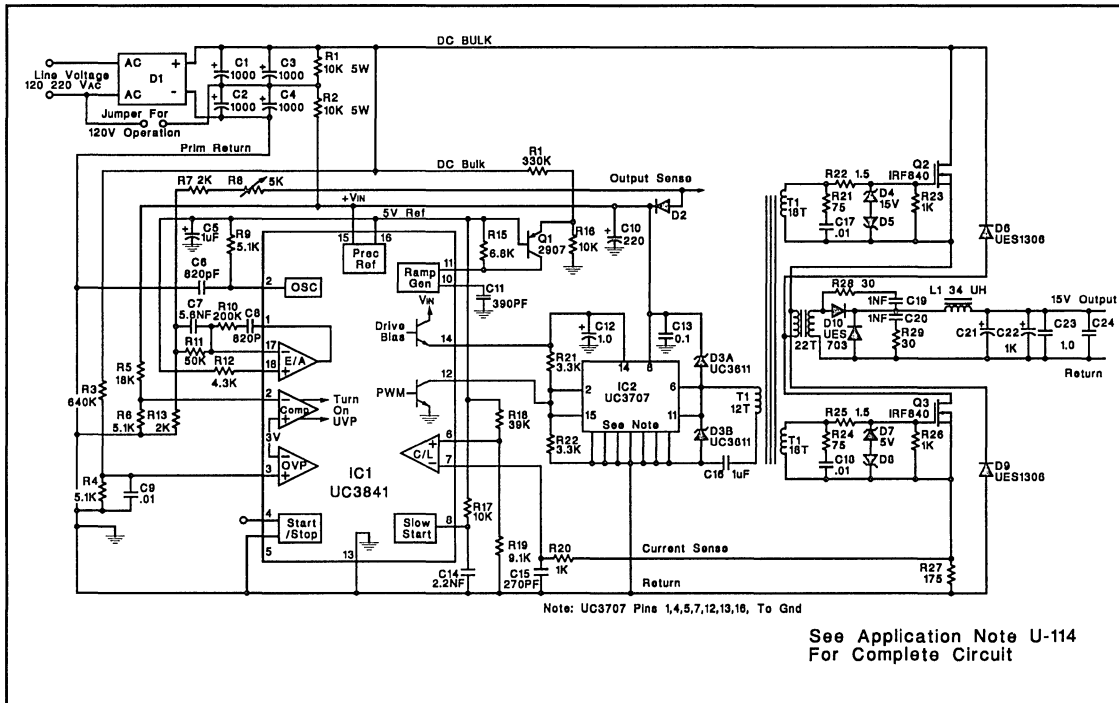 DC BULK
AC
+
D1
AC
-
Line Voltage
120 220 VAC
Jumper For
120V Operation
Prim Return
+
C1
1000
+
C3
1000
+
C2
1000
+
C4
1000
R1
10K 5W
R2
10K 5W
DC Bulk
R1
330K
R7 2K
R8
5K
Output Sense
+VIN
5V Ref
C5
1uF
R9
5.1K
C6
820pF
15
16
Prec
Ref
2
OSC
R15
6.8K
Q1
2907
R16
10K
+
C10
220
D2
11
10
Ramp
Gen
C11
390PF
C7
5.6NF
R10
200K
C8
820P
1
R11
50K
17
18
E/A
R12
4.3K
VIN
Drive
Bias
14
R5
18K
R3
640K
R6
5.1K
R13
2K
2
Comp
Turn
On
UVP
3V
OVP
3
R4
5.1K
C9
.01
PWM
12
R18
39K
C/L
6
7
IC1
UC3841
4
Start
/Stop
5
13
Slow
Start
8
R17
10K
R19
9.1K
C14
2.2NF
C15
270PF
R20
1K
+
C12
1.0
C13
0.1
R21
3.3K
14
8
2
IC2
UC3707
6
15
11
See Note
R22
3.3K
D3A
UC3611
D3B
UC3611
C16
1uF
T1
12T
Current Sense
Return
Note: UC3707 Pins 1,4,5,7,12,13,16, To Gnd
T1
18T
R22 1.5
R21
75
C17
.01
D4
15V
D5
R23
1K
Q2
IRF840
D6
UES1306
R28 30
1NF
C19
1NF
C20
R29
30
D10
UES
703
22T
L1 34 UH
15V Output
C21
C22
1K
C23
1.0
C24
Return
T1
18T
R25 1.5
R24
75
C18
.01
D7
5V
D8
R26
1K
Q3
IRF840
D9
UES1306
R27
175
See Application Note U-114
For Complete Circuit